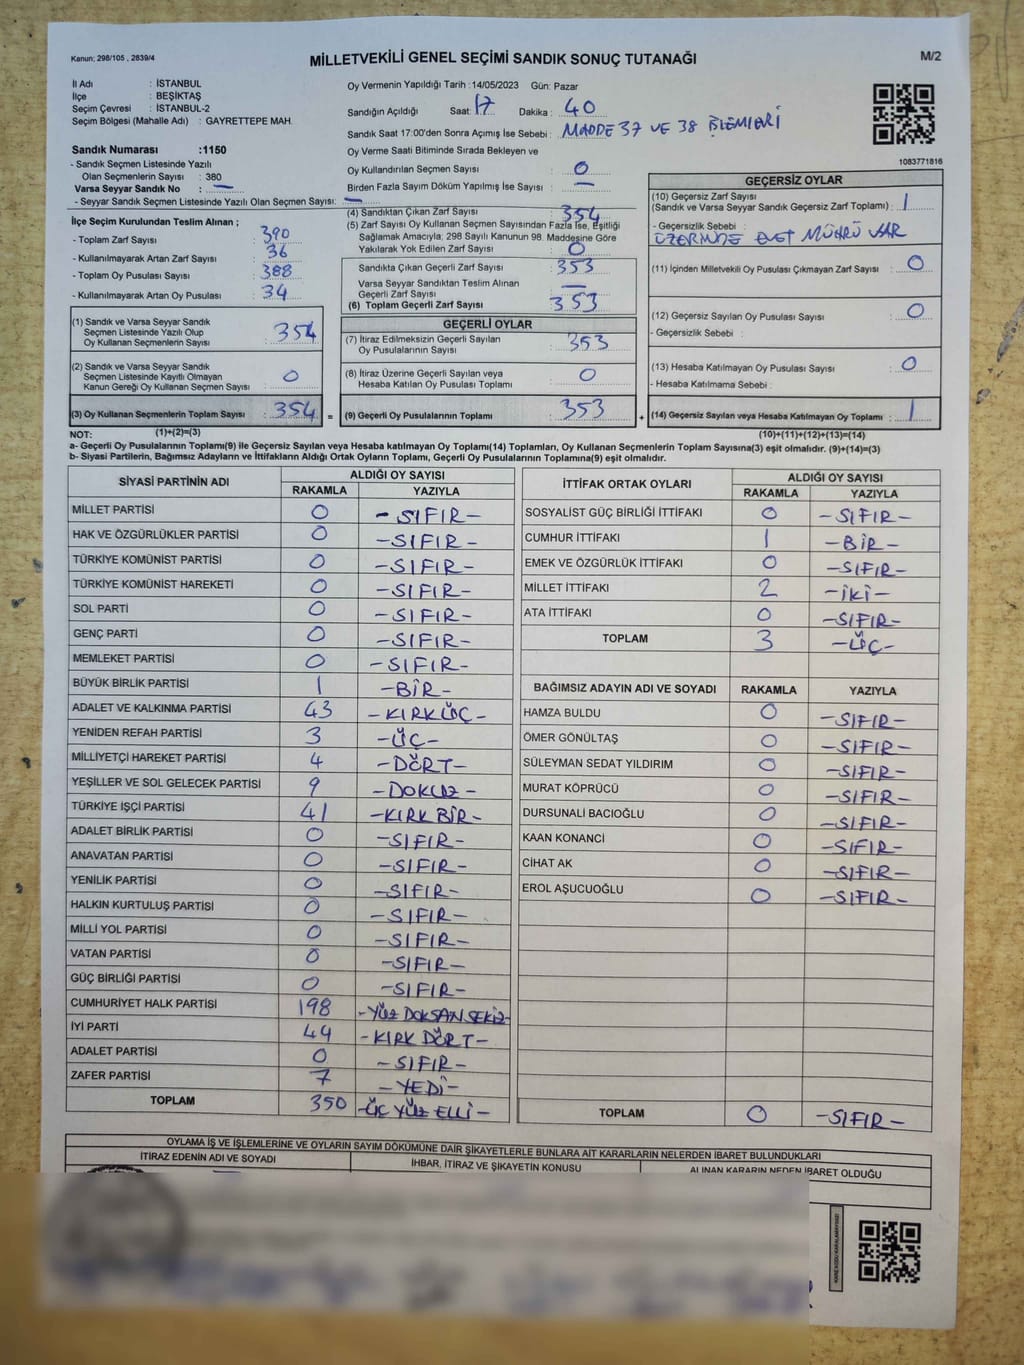 Kanun; 298/105 , 2839/4
MİLLETVEKİLİ GENEL SEÇİMİ SANDIK SONUÇ TUTANAĞI
M/2
İl Adı : İSTANBUL
İlçe : BEŞİKTAŞ
Seçim Çevresi : İSTANBUL-2
Seçim Bölgesi (Mahalle Adı) : GAYRETTEPE MAH.
Sandık Numarası :1150
- Sandık Seçmen Listesinde Yazılı
Olan Seçmenlerin Sayısı : 380
Varsa Seyyar Sandık No : —
- Seyyar Sandık Seçmen Listesinde Yazılı Olan Seçmen Sayısı: —
Oy Vermenin Yapıldığı Tarih :14/05/2023 Gün: Pazar
Sandığın Açıldığı Saat: 17 Dakika : 40
Sandık Saat 17:00'den Sonra Açımış İse Sebebi : MADDE 37 VE 38 İŞLEMLERİ
Oy Verme Saati Bitiminde Sırada Bekleyen ve
Oy Kullandırılan Seçmen Sayısı : 0
Birden Fazla Sayım Döküm Yapılmış İse Sayısı : —
1083771816
İlçe Seçim Kurulundan Teslim Alınan ;
- Toplam Zarf Sayısı : 390
- Kullanılmayarak Artan Zarf Sayısı : 36
- Toplam Oy Pusulası Sayısı : 388
- Kullanılmayarak Artan Oy Pusulası : 34
(1) Sandık ve Varsa Seyyar Sandık
Seçmen Listesinde Yazılı Olup
Oy Kullanan Seçmenlerin Sayısı : 354
(2) Sandık ve Varsa Seyyar Sandık
Seçmen Listesinde Kayıtlı Olmayan
Kanun Gereği Oy Kullanan Seçmen Sayısı : 0
(3) Oy Kullanan Seçmenlerin Toplam Sayısı : 354 =
(1)+(2)=(3)
(4) Sandıktan Çıkan Zarf Sayısı : 354
(5) Zarf Sayısı Oy Kullanan Seçmen Sayısından Fazla İse, Eşitliği
Sağlamak Amacıyla; 298 Sayılı Kanunun 98. Maddesine Göre
Yakılarak Yok Edilen Zarf Sayısı : 0
Sandıkta Çıkan Geçerli Zarf Sayısı : 353
Varsa Seyyar Sandıktan Teslim Alınan
Geçerli Zarf Sayısı : —
(6) Toplam Geçerli Zarf Sayısı : 353
GEÇERLİ OYLAR
(7) İtiraz Edilmeksizin Geçerli Sayılan
Oy Pusulalarının Sayısı : 353
(8) İtiraz Üzerine Geçerli Sayılan veya
Hesaba Katılan Oy Pusulası Toplamı : 0
(9) Geçerli Oy Pusulalarının Toplamı : 353 +
GEÇERSİZ OYLAR
(10) Geçersiz Zarf Sayısı
(Sandık ve Varsa Seyyar Sandık Geçersiz Zarf Toplamı) : 1
- Geçersizlik Sebebi :
ÜZERİNDE EVET MÜHRÜ VAR
(11) İçinden Milletvekili Oy Pusulası Çıkmayan Zarf Sayısı : 0
(12) Geçersiz Sayılan Oy Pusulası Sayısı : 0
- Geçersizlik Sebebi :
(13) Hesaba Katılmayan Oy Pusulası Sayısı : 0
- Hesaba Katılmama Sebebi :
(14) Geçersiz Sayılan veya Hesaba Katılmayan Oy Toplamı : 1
(10)+(11)+(12)+(13)=(14)
NOT:
a- Geçerli Oy Pusulalarının Toplamı(9) ile Geçersiz Sayılan veya Hesaba katılmayan Oy Toplamı(14) Toplamları, Oy Kullanan Seçmenlerin Toplam Sayısına(3) eşit olmalıdır. (9)+(14)=(3)
b- Siyasi Partilerin, Bağımsız Adayların ve İttifakların Aldığı Ortak Oyların Toplamı, Geçerli Oy Pusulalarının Toplamına(9) eşit olmalıdır.
SİYASİ PARTİNİN ADI ALDIĞI OY SAYISI
RAKAMLA YAZIYLA
MİLLET PARTİSİ 0 -SIFIR-
HAK VE ÖZGÜRLÜKLER PARTİSİ 0 -SIFIR-
TÜRKİYE KOMÜNİST PARTİSİ 0 -SIFIR-
TÜRKİYE KOMÜNİST HAREKETİ 0 -SIFIR-
SOL PARTİ 0 -SIFIR-
GENÇ PARTİ 0 -SIFIR-
MEMLEKET PARTİSİ 0 -SIFIR-
BÜYÜK BİRLİK PARTİSİ 1 -BİR-
ADALET VE KALKINMA PARTİSİ 43 -KIRKÜÇ-
YENİDEN REFAH PARTİSİ 3 -ÜÇ-
MİLLİYETÇİ HAREKET PARTİSİ 4 -DÖRT-
YEŞİLLER VE SOL GELECEK PARTİSİ 9 -DOKUZ-
TÜRKİYE İŞÇİ PARTİSİ 41 -KIRK BİR-
ADALET BİRLİK PARTİSİ 0 -SIFIR-
ANAVATAN PARTİSİ 0 -SIFIR-
YENİLİK PARTİSİ 0 -SIFIR-
HALKIN KURTULUŞ PARTİSİ 0 -SIFIR-
MİLLİ YOL PARTİSİ 0 -SIFIR-
VATAN PARTİSİ 0 -SIFIR-
GÜÇ BİRLİĞİ PARTİSİ 0 -SIFIR-
CUMHURİYET HALK PARTİSİ 198 -YÜZ DOKSAN SEKİZ-
İYİ PARTİ 44 -KIRK DÖRT-
ADALET PARTİSİ 0 -SIFIR-
ZAFER PARTİSİ 7 -YEDİ-
TOPLAM 350 -ÜÇ YÜZ ELLİ-
İTTİFAK ORTAK OYLARI ALDIĞI OY SAYISI
RAKAMLA YAZIYLA
SOSYALİST GÜÇ BİRLİĞİ İTTİFAKI 0 -SIFIR-
CUMHUR İTTİFAKI 1 -BİR-
EMEK VE ÖZGÜRLÜK İTTİFAKI 0 -SIFIR-
MİLLET İTTİFAKI 2 -İKİ-
ATA İTTİFAKI 0 -SIFIR-
TOPLAM 3 -ÜÇ-
BAĞIMSIZ ADAYIN ADI VE SOYADI RAKAMLA YAZIYLA
HAMZA BULDU 0 -SIFIR-
ÖMER GÖNÜLTAŞ 0 -SIFIR-
SÜLEYMAN SEDAT YILDIRIM 0 -SIFIR-
MURAT KÖPRÜCÜ 0 -SIFIR-
DURSUNALİ BACIOĞLU 0 -SIFIR-
KAAN KONANCİ 0 -SIFIR-
CİHAT AK 0 -SIFIR-
EROL AŞUCUOĞLU 0 -SIFIR-
TOPLAM 0 -SIFIR-
OYLAMA İŞ VE İŞLEMLERİNE VE OYLARIN SAYIM DÖKÜMÜNE DAİR ŞİKAYETLERLE BUNLARA AİT KARARLARIN NELERDEN İBARET BULUNDUKLARI
İTİRAZ EDENİN ADI VE SOYADI
İHBAR, İTİRAZ VE ŞİKAYETİN KONUSU
ALINAN KARARIN NEDEN İBARET OLDUĞU